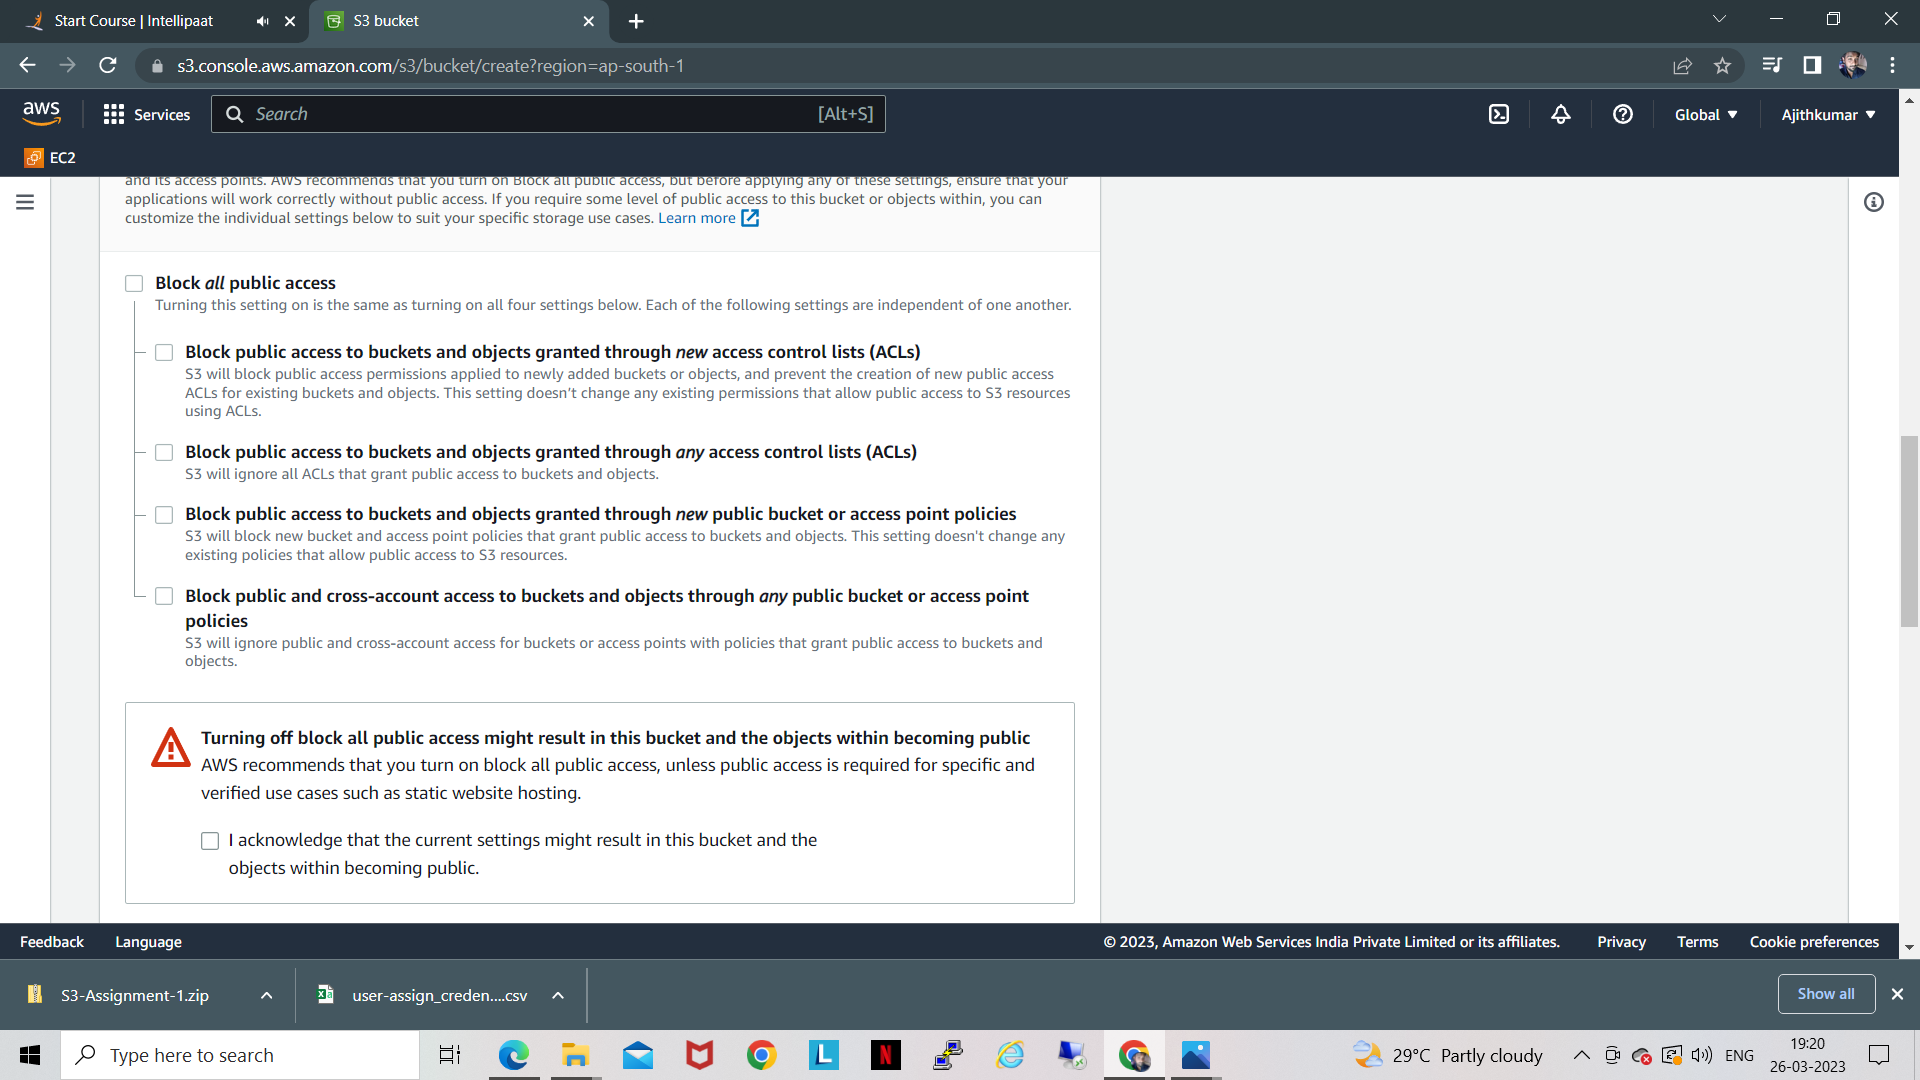 Start Course | Intellipaat
S3 bucket
s3.console.aws.amazon.com/s3/bucket/create?region=ap-south-1
aws
Services
Search
[Alt+S]
Global
Ajithkumar
EC2
and its access points. AWS recommends that you turn on Block all public access, but before applying any of these settings, ensure that your
applications will work correctly without public access. If you require some level of public access to this bucket or objects within, you can
customize the individual settings below to suit your specific storage use cases. Learn more
Block all public access
Turning this setting on is the same as turning on all four settings below. Each of the following settings are independent of one another.
Block public access to buckets and objects granted through new access control lists (ACLs)
S3 will block public access permissions applied to newly added buckets or objects, and prevent the creation of new public access
ACLs for existing buckets and objects. This setting doesn't change any existing permissions that allow public access to S3 resources
using ACLs.
Block public access to buckets and objects granted through any access control lists (ACLs)
S3 will ignore all ACLs that grant public access to buckets and objects.
Block public access to buckets and objects granted through new public bucket or access point policies
S3 will block new bucket and access point policies that grant public access to buckets and objects. This setting doesn't change any
existing policies that allow public access to S3 resources.
Block public and cross-account access to buckets and objects through any public bucket or access point
policies
S3 will ignore public and cross-account access for buckets or access points with policies that grant public access to buckets and
objects.
Turning off block all public access might result in this bucket and the objects within becoming public
AWS recommends that you turn on block all public access, unless public access is required for specific and
verified use cases such as static website hosting.
I acknowledge that the current settings might result in this bucket and the
objects within becoming public.
Feedback
Language
© 2023, Amazon Web Services India Private Limited or its affiliates.
Privacy
Terms
Cookie preferences
S3-Assignment-1.zip
user-assign_creden....csv
Show all
Type here to search
L
N
29°C Partly cloudy
ENG
19:20
26-03-2023